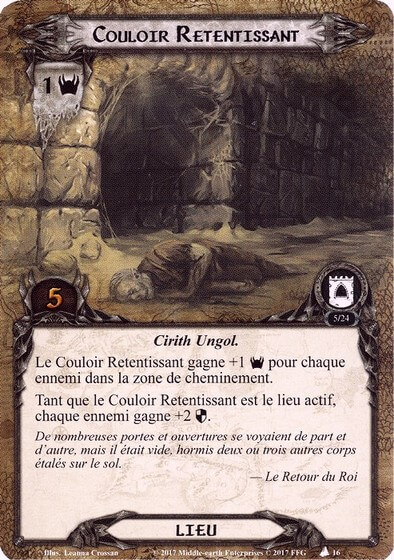 Couloir Retentissant
1
5
5/24
Cirith Ungol.
Le Couloir Retentissant gagne +1 pour chaque
ennemi dans la zone de cheminement.
Tant que le Couloir Retentissant est le lieu actif,
chaque ennemi gagne +2 .
De nombreuses portes et ouvertures se voyaient de part et
d'autre, mais il était vide, hormis deux ou trois autres corps
étalés sur le sol.
— Le Retour du Roi
LIEU
Illus. Leanna Crossan © 2017 Middle-earth Enterprises © 2017 FFG 16